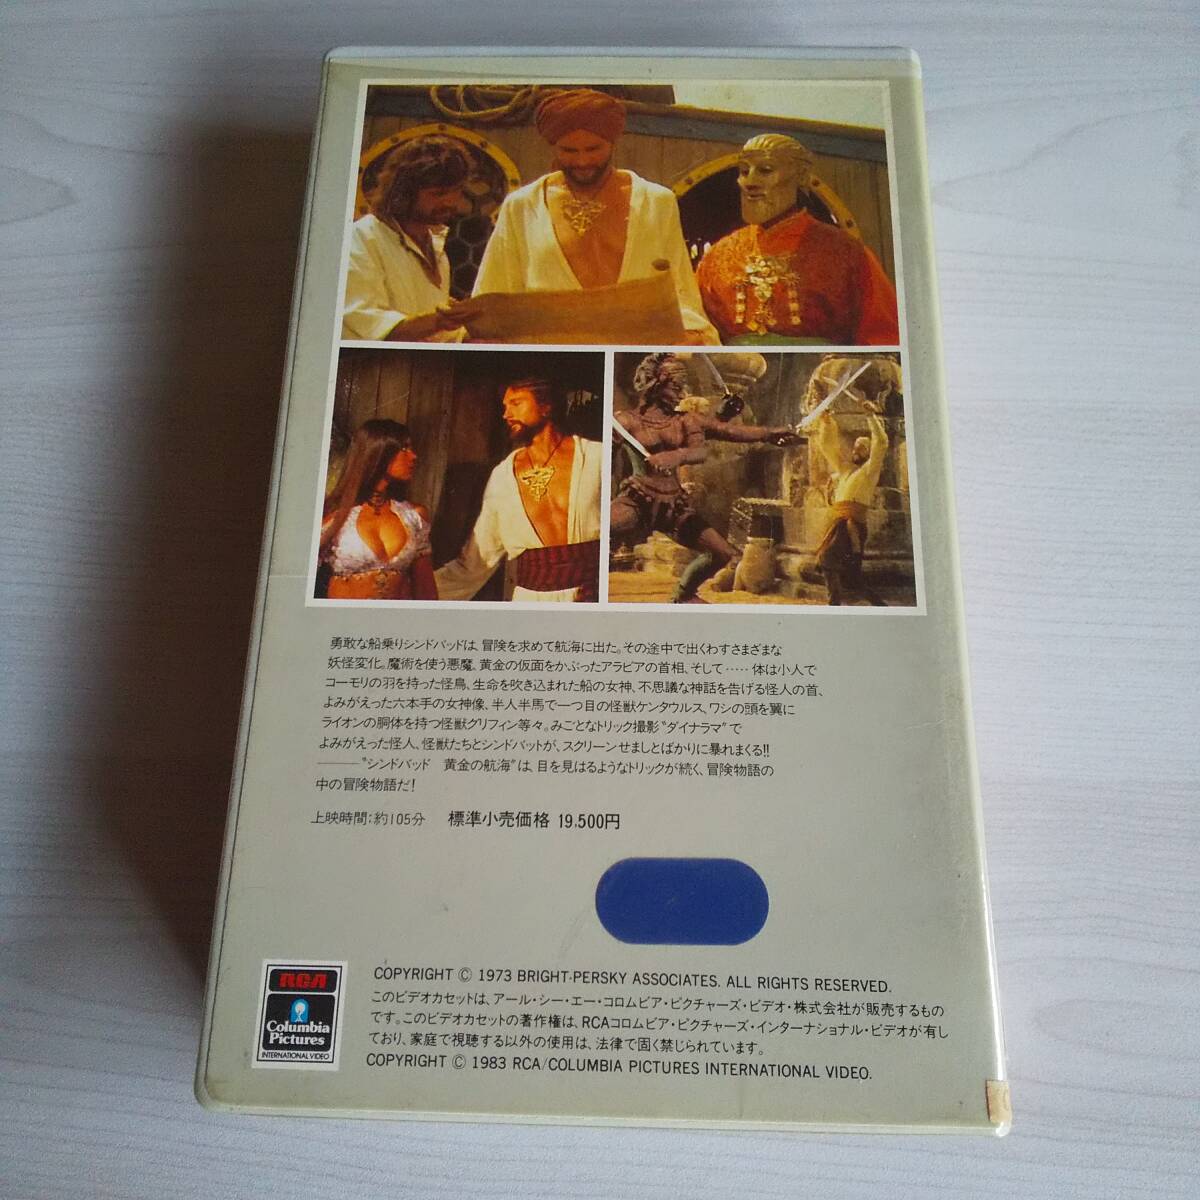 勇敢な船乗りシンドバッドは、冒険を求めて航海に出た。その途中で出くわすさまざまな
妖怪変化。魔術を使う悪魔、黄金の仮面をかぶったアラビアの首相、そして‥‥‥体は小人で
コーモリの羽を持った怪鳥、生命を吹き込まれた船の女神、不思議な神話を告げる怪人の首、
よみがえった六本手の女神像、半人半馬で一つ目の怪獣ケンタウルス、ワシの頭を翼に
ライオンの胴体を持つ怪獣グリフィン等々。みごとなトリック撮影〝ダイナラマ〟で
よみがえった怪人、怪獣たちとシンドバットが、スクリーンせましとばかりに暴れまくる!!
———〝シンドバッド 黄金の航海〟は、目を見はるようなトリックが続く、冒険物語の
中の冒険物語だ!
上映時間:約105分 標準小売価格 19,500円
RCA
Columbia
Pictures
INTERNATIONAL VIDEO
COPYRIGHT © 1973 BRIGHT·PERSKY ASSOCIATES. ALL RIGHTS RESERVED.
このビデオカセットは、アール・シー・エー・コロムビア・ピクチャーズ・ビデオ・株式会社が販売するもの
です。このビデオカセットの著作権は、RCAコロムビア・ピクチャーズ・インターナショナル・ビデオが有し
ており、家庭で視聴する以外の使用は、法律で固く禁じられています。
COPYRIGHT © 1983 RCA/COLUMBIA PICTURES INTERNATIONAL VIDEO.